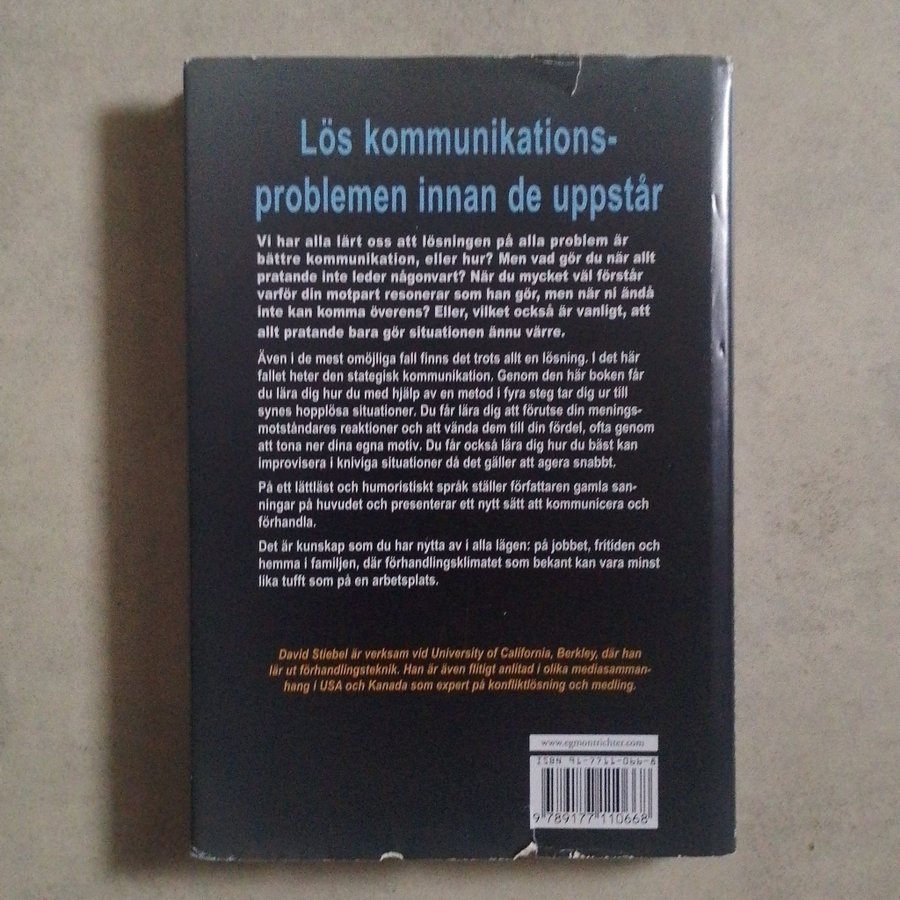 Lös kommunikations-
problemen innan de uppstår
Vi har alla lärt oss att lösningen på alla problem är
bättre kommunikation, eller hur? Men vad gör du när allt
pratande inte leder någonvart? När du mycket väl förstår
varför din motpart resonerar som han gör, men när ni ändå
inte kan komma överens? Eller, vilket också är vanligt, att
allt pratande bara gör situationen ännu värre.
Även i de mest omöjliga fall finns det trots allt en lösning. I det här
fallet heter den stategisk kommunikation. Genom den här boken får
du lära dig hur du med hjälp av en metod i fyra steg tar dig ur till
synes hopplösa situationer. Du får lära dig att förutse din menings-
motståndares reaktioner och att vända dem till din fördel, ofta genom
att tona ner dina egna motiv. Du får också lära dig hur du bäst kan
improvisera i kniviga situationer då det gäller att agera snabbt.
På ett lättläst och humoristiskt språk ställer författaren gamla san-
ningar på huvudet och presenterar ett nytt sätt att kommunicera och
förhandla.
Det är kunskap som du har nytta av i alla lägen: på jobbet, fritiden och
hemma i familjen, där förhandlingsklimatet som bekant kan vara minst
lika tufft som på en arbetsplats.
David Stiebel är verksam vid University of California, Berkley, där han
lär ut förhandlingsteknik. Han är även flitigt anlitad i olika mediasamman-
hang i USA och Kanada som expert på konfliktlösning och medling.
www.egmontrichter.com
ISBN 91-7711-066-8
9 789177 110668